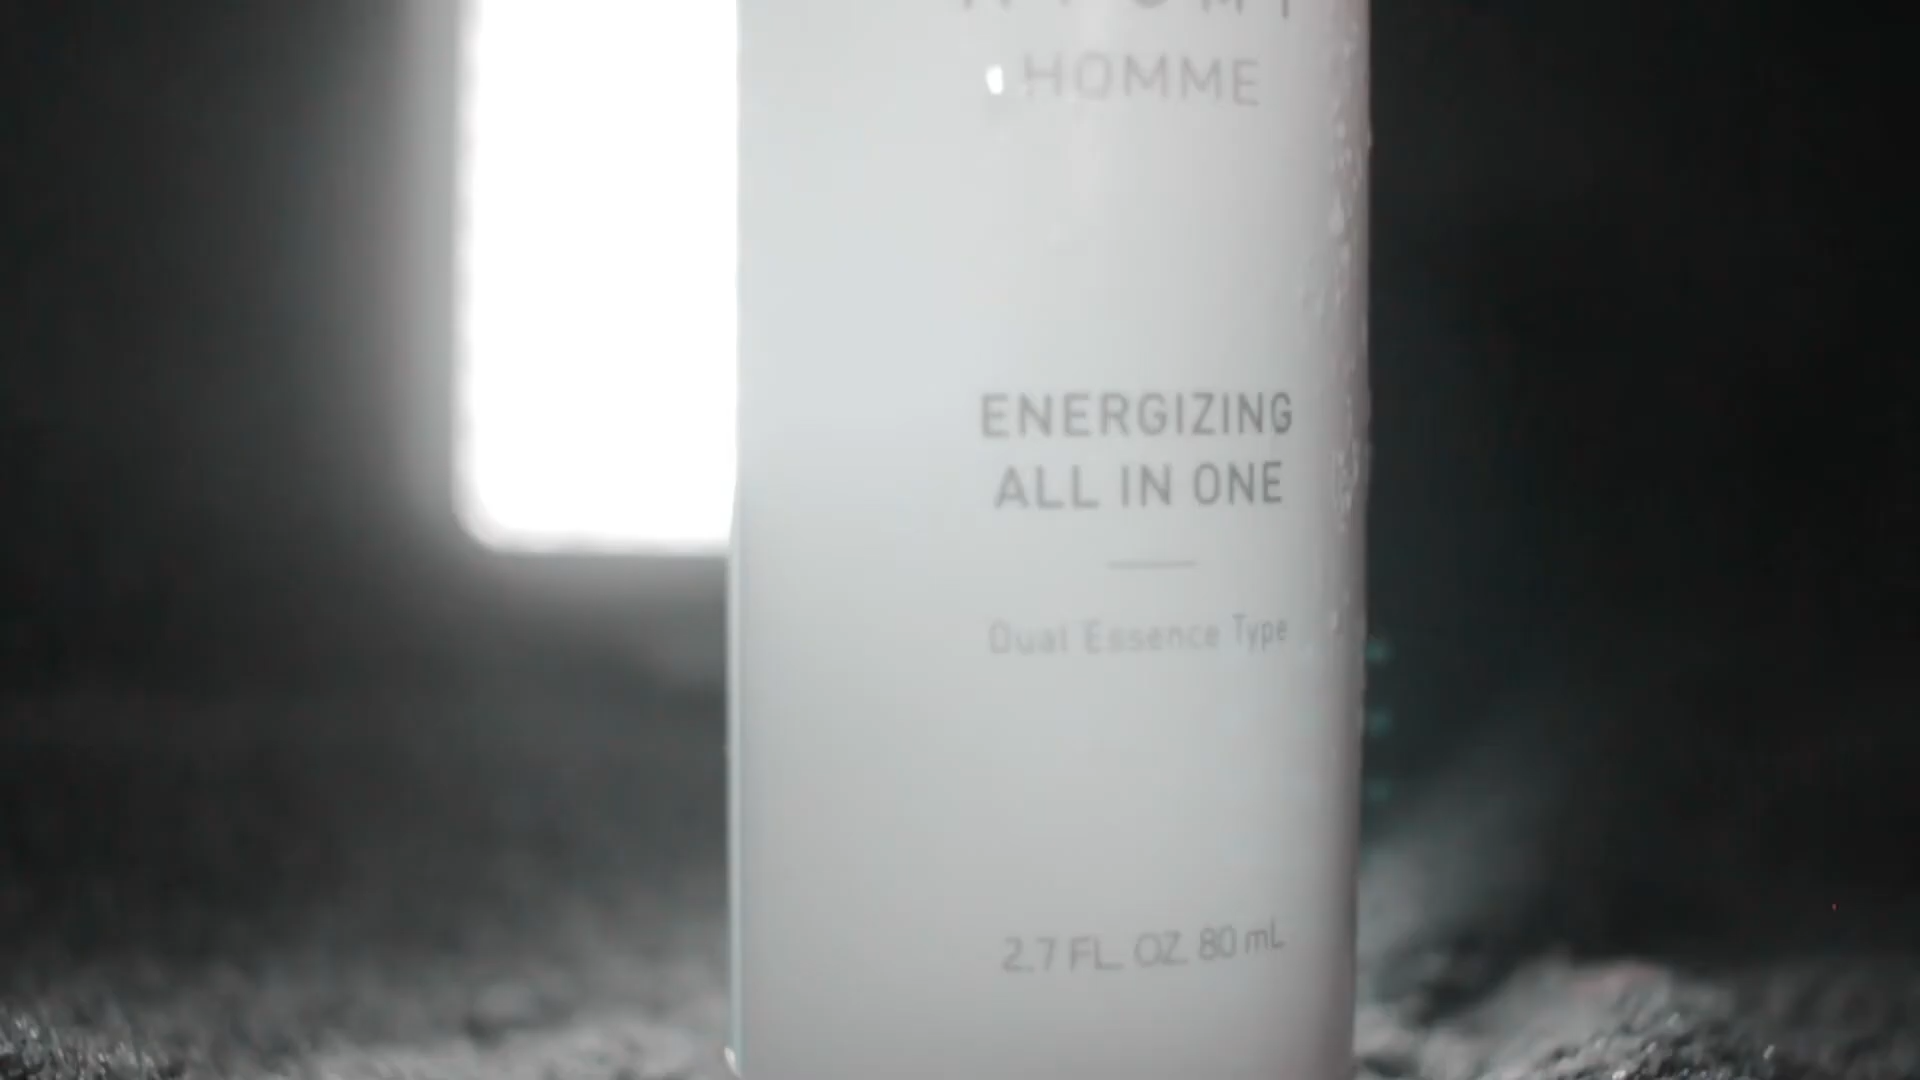 HOMME
ENERGIZING
ALL IN ONE
Dual Essence Type
2.7 FL. OZ. 80 mL